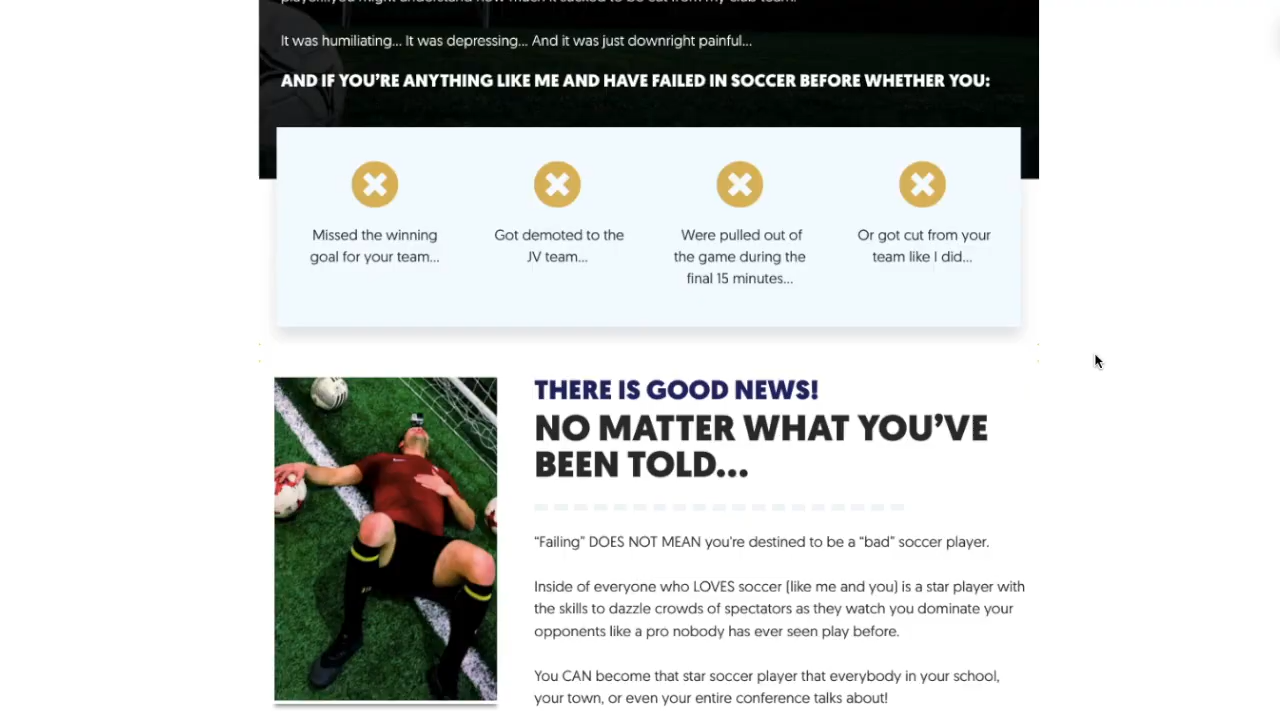 It was humiliating... It was depressing... And it was just downright painful...
AND IF YOU'RE ANYTHING LIKE ME AND HAVE FAILED IN SOCCER BEFORE WHETHER YOU:
Missed the winning
goal for your team...
Got demoted to the
JV team...
Were pulled out of
the game during the
final 15 minutes...
Or got cut from your
team like I did...
THERE IS GOOD NEWS!
NO MATTER WHAT YOU'VE
BEEN TOLD...
“Failing” DOES NOT MEAN you're destined to be a “bad” soccer player.
Inside of everyone who LOVES soccer (like me and you) is a star player with
the skills to dazzle crowds of spectators as they watch you dominate your
opponents like a pro nobody has ever seen play before.
You CAN become that star soccer player that everybody in your school,
your town, or even your entire conference talks about!